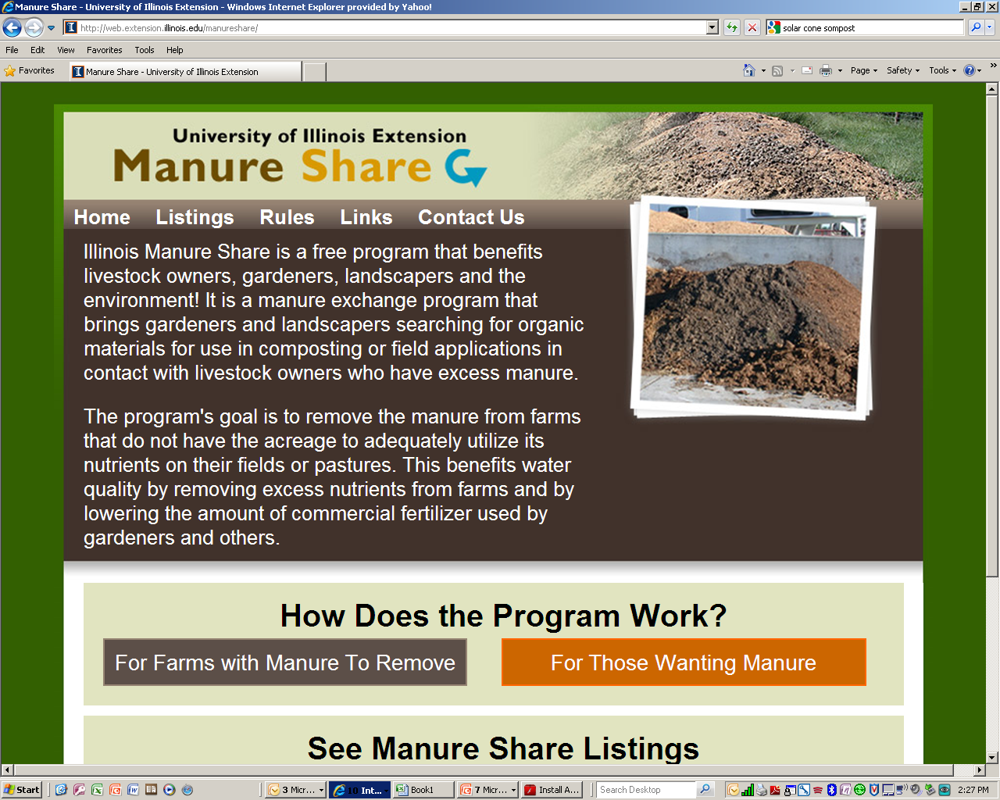 Manure Share - University of Illinois Extension - Windows Internet Explorer provided by Yahoo!
http://web.extension.illinois.edu/manureshare/
solar cone sompost
File Edit View Favorites Tools Help
Favorites
Manure Share - University of Illinois Extension
Page Safety Tools
University of Illinois Extension
Manure Share
Home Listings Rules Links Contact Us
Illinois Manure Share is a free program that benefits
livestock owners, gardeners, landscapers and the
environment! It is a manure exchange program that
brings gardeners and landscapers searching for organic
materials for use in composting or field applications in
contact with livestock owners who have excess manure.
The program's goal is to remove the manure from farms
that do not have the acreage to adequately utilize its
nutrients on their fields or pastures. This benefits water
quality by removing excess nutrients from farms and by
lowering the amount of commercial fertilizer used by
gardeners and others.
How Does the Program Work?
For Farms with Manure To Remove
For Those Wanting Manure
See Manure Share Listings
Start
3 Micr...
10 Int...
Book1
7 Micr...
Install A...
Search Desktop
2:27 PM